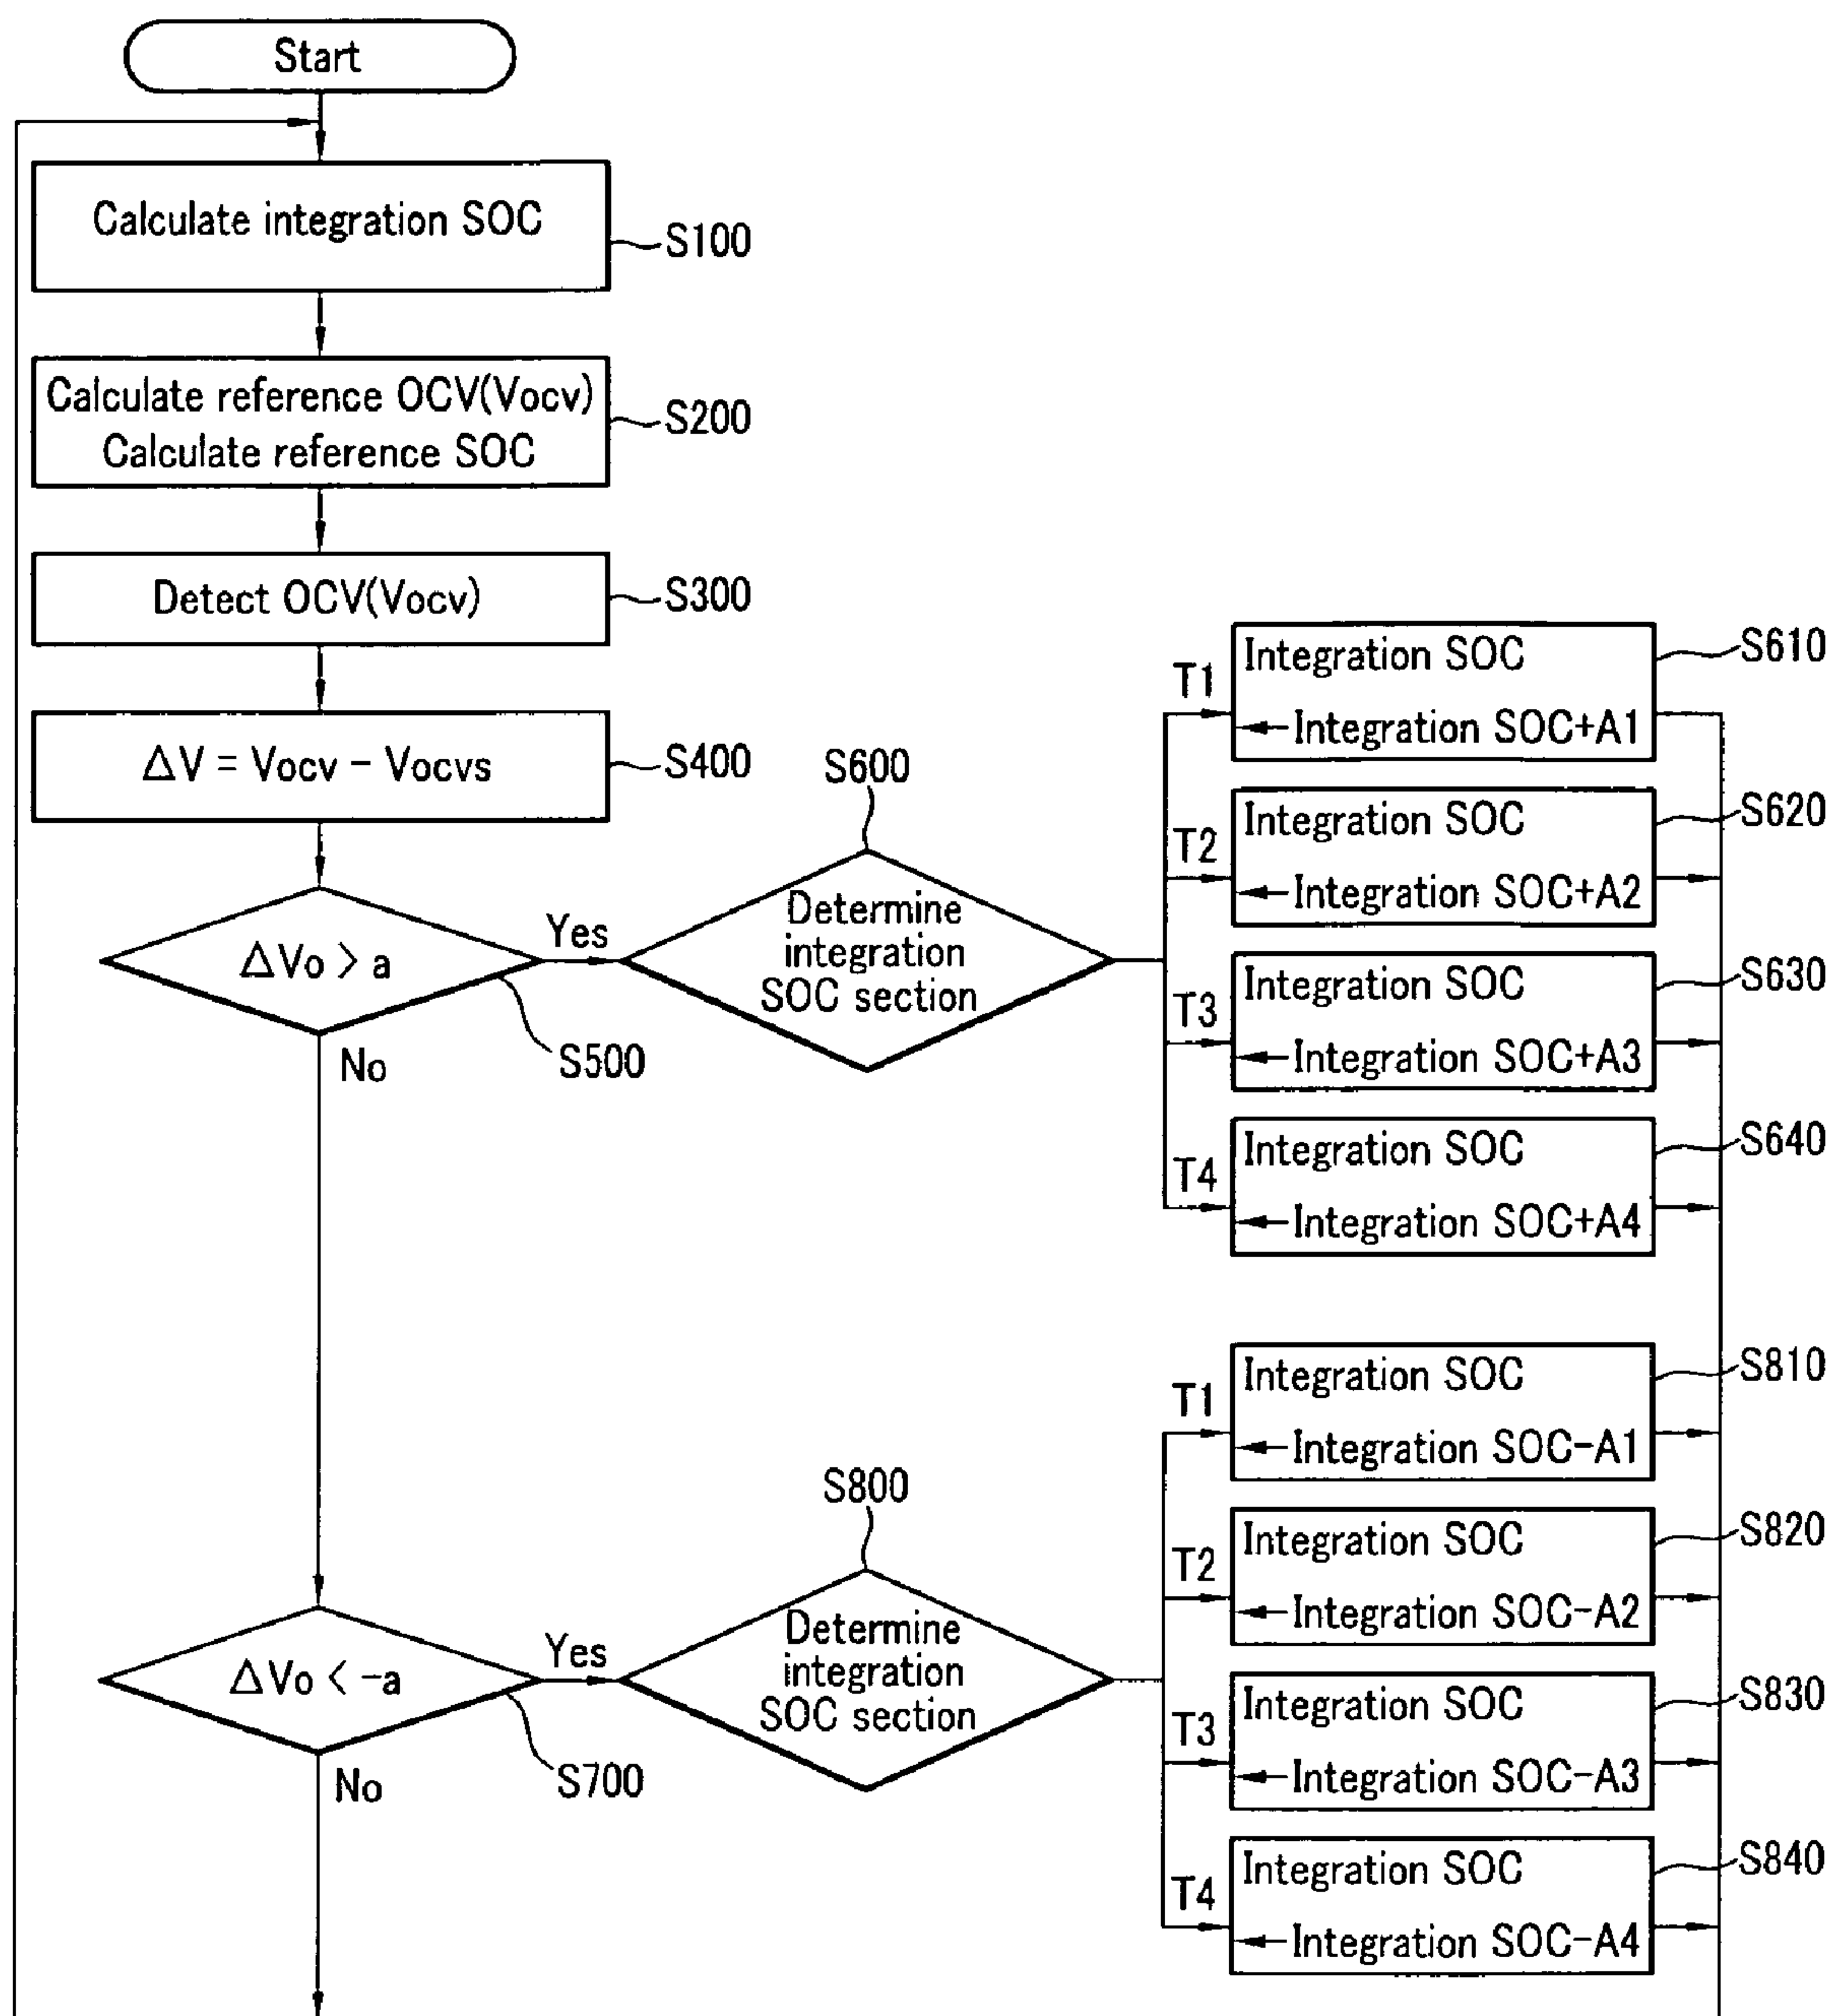 Start
Calculate integration SOC
S100
Calculate reference OCV(Vocv)
Calculate reference SOC
S200
Detect OCV(Vocv)
S300
ΔV = Vocv - Vocvs
S400
ΔVo > a
Yes
No
S500
S600
Determine
integration
SOC section
T1
Integration SOC
←Integration SOC+A1
S610
T2
Integration SOC
←Integration SOC+A2
S620
T3
Integration SOC
←Integration SOC+A3
S630
T4
Integration SOC
←Integration SOC+A4
S640
ΔVo < -a
Yes
No
S700
S800
Determine
integration
SOC section
T1
Integration SOC
←Integration SOC-A1
S810
T2
Integration SOC
←Integration SOC-A2
S820
T3
Integration SOC
←Integration SOC-A3
S830
T4
Integration SOC
←Integration SOC-A4
S840